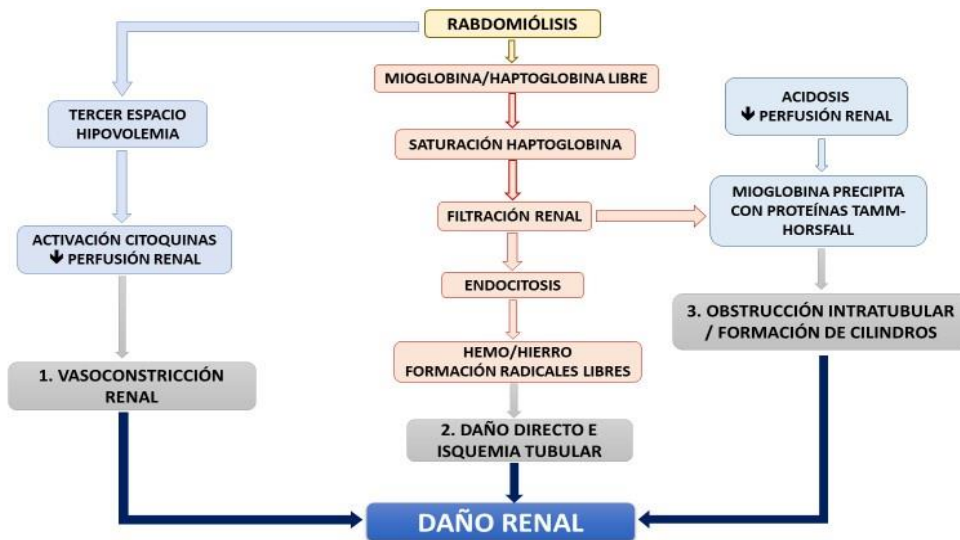 RABDOMIÓLISIS
MIOGLOBINA/HAPTOGLOBINA LIBRE
TERCER ESPACIO
HIPOVOLEMIA
ACIDOSIS
🡫 PERFUSIÓN RENAL
SATURACIÓN HAPTOGLOBINA
FILTRACIÓN RENAL
MIOGLOBINA PRECIPITA
CON PROTEÍNAS TAMM-
HORSFALL
ACTIVACIÓN CITOQUINAS
🡫 PERFUSIÓN RENAL
ENDOCITOSIS
3. OBSTRUCCIÓN INTRATUBULAR
/ FORMACIÓN DE CILINDROS
HEMO/HIERRO
FORMACIÓN RADICALES LIBRES
1. VASOCONSTRICCIÓN
RENAL
2. DAÑO DIRECTO E
ISQUEMIA TUBULAR
DAÑO RENAL